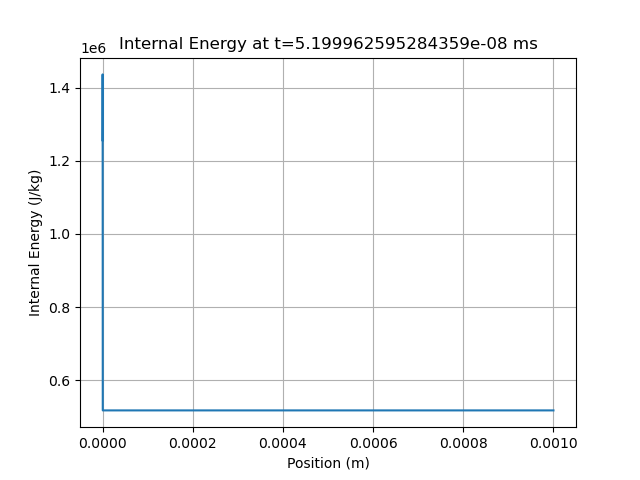 Internal Energy at t=5.199962595284359e-08 ms
1e6
1.4
1.2
1.0
0.8
0.6
Internal Energy (J/kg)
0.0000 0.0002 0.0004 0.0006 0.0008 0.0010
Position (m)